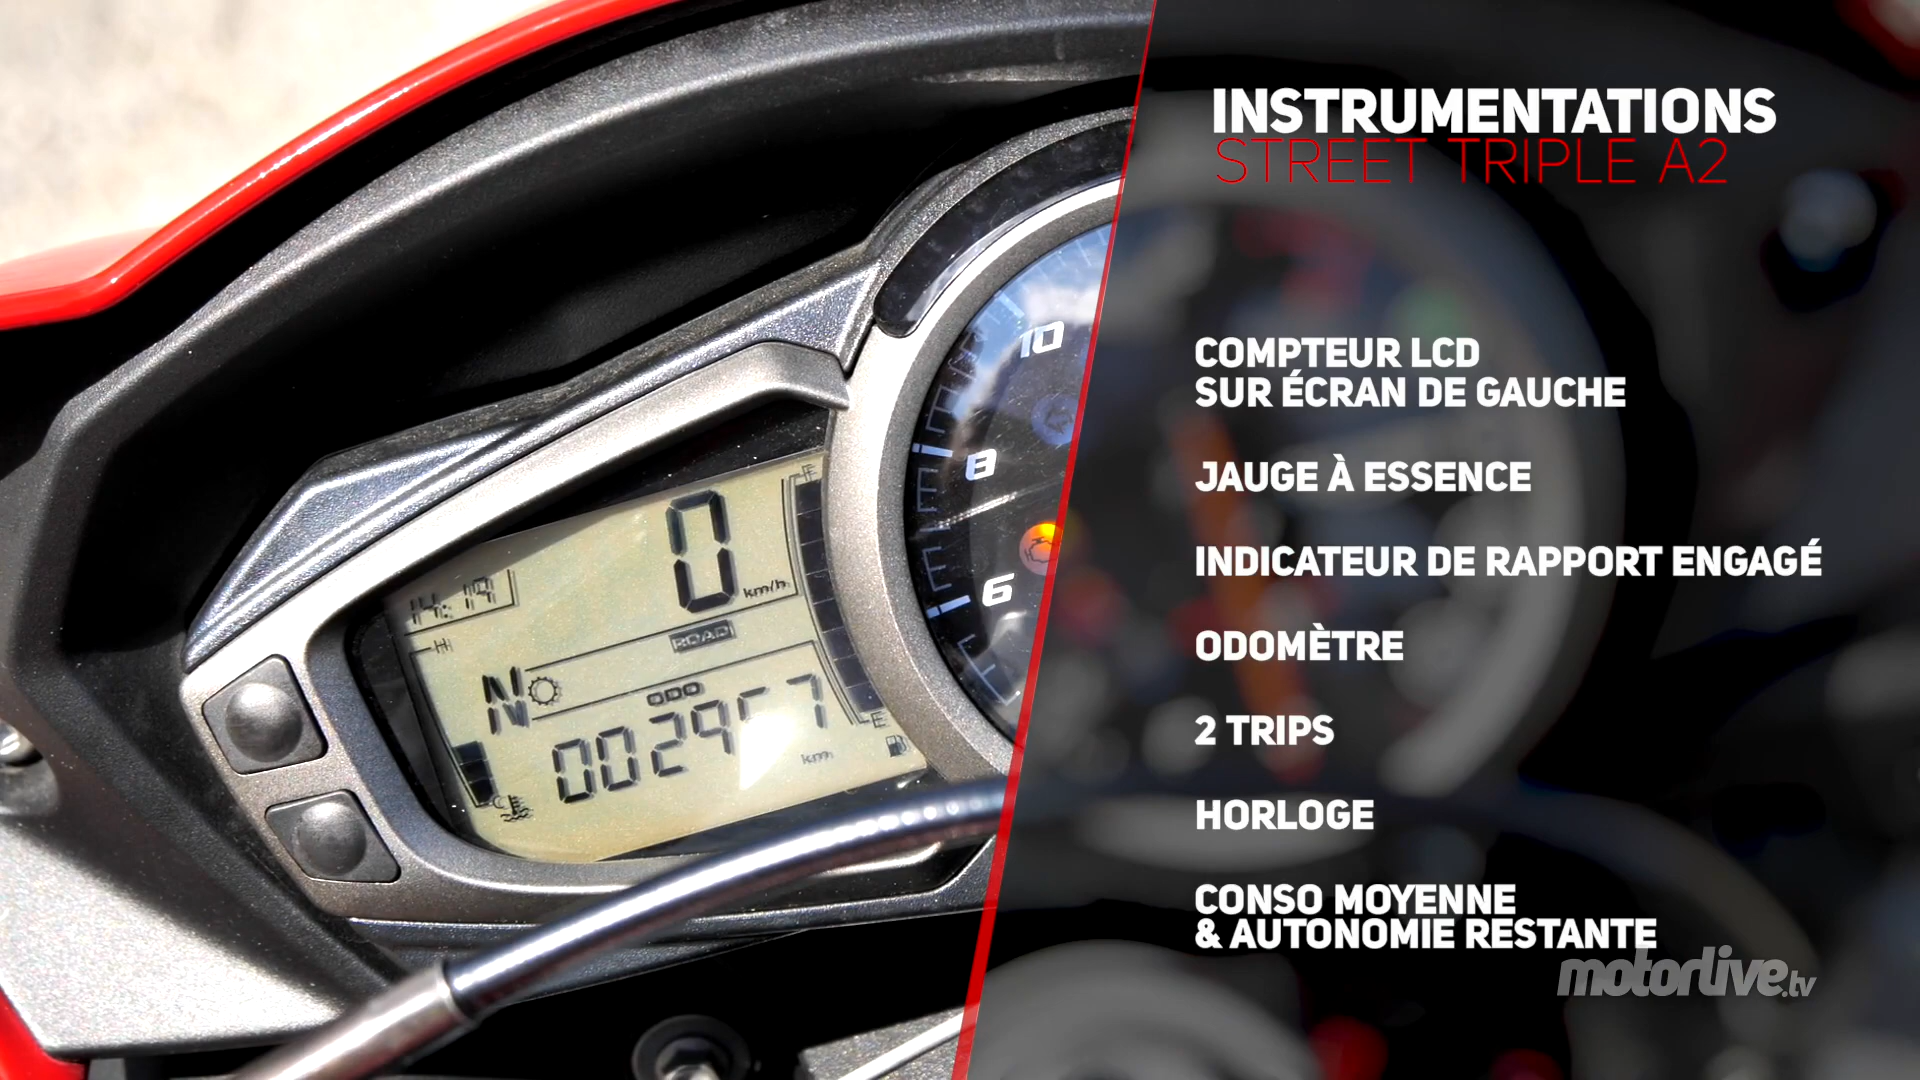 INSTRUMENTATIONS
STREET TRIPLE A2
COMPTEUR LCD
SUR ÉCRAN DE GAUCHE
JAUGE À ESSENCE
INDICATEUR DE RAPPORT ENGAGÉ
ODOMÈTRE
2 TRIPS
HORLOGE
CONSO MOYENNE
& AUTONOMIE RESTANTE
motorlive.tv
10
8
6
F
0
km/h
14:19
H
ROAD
N
ODO
km
E
C